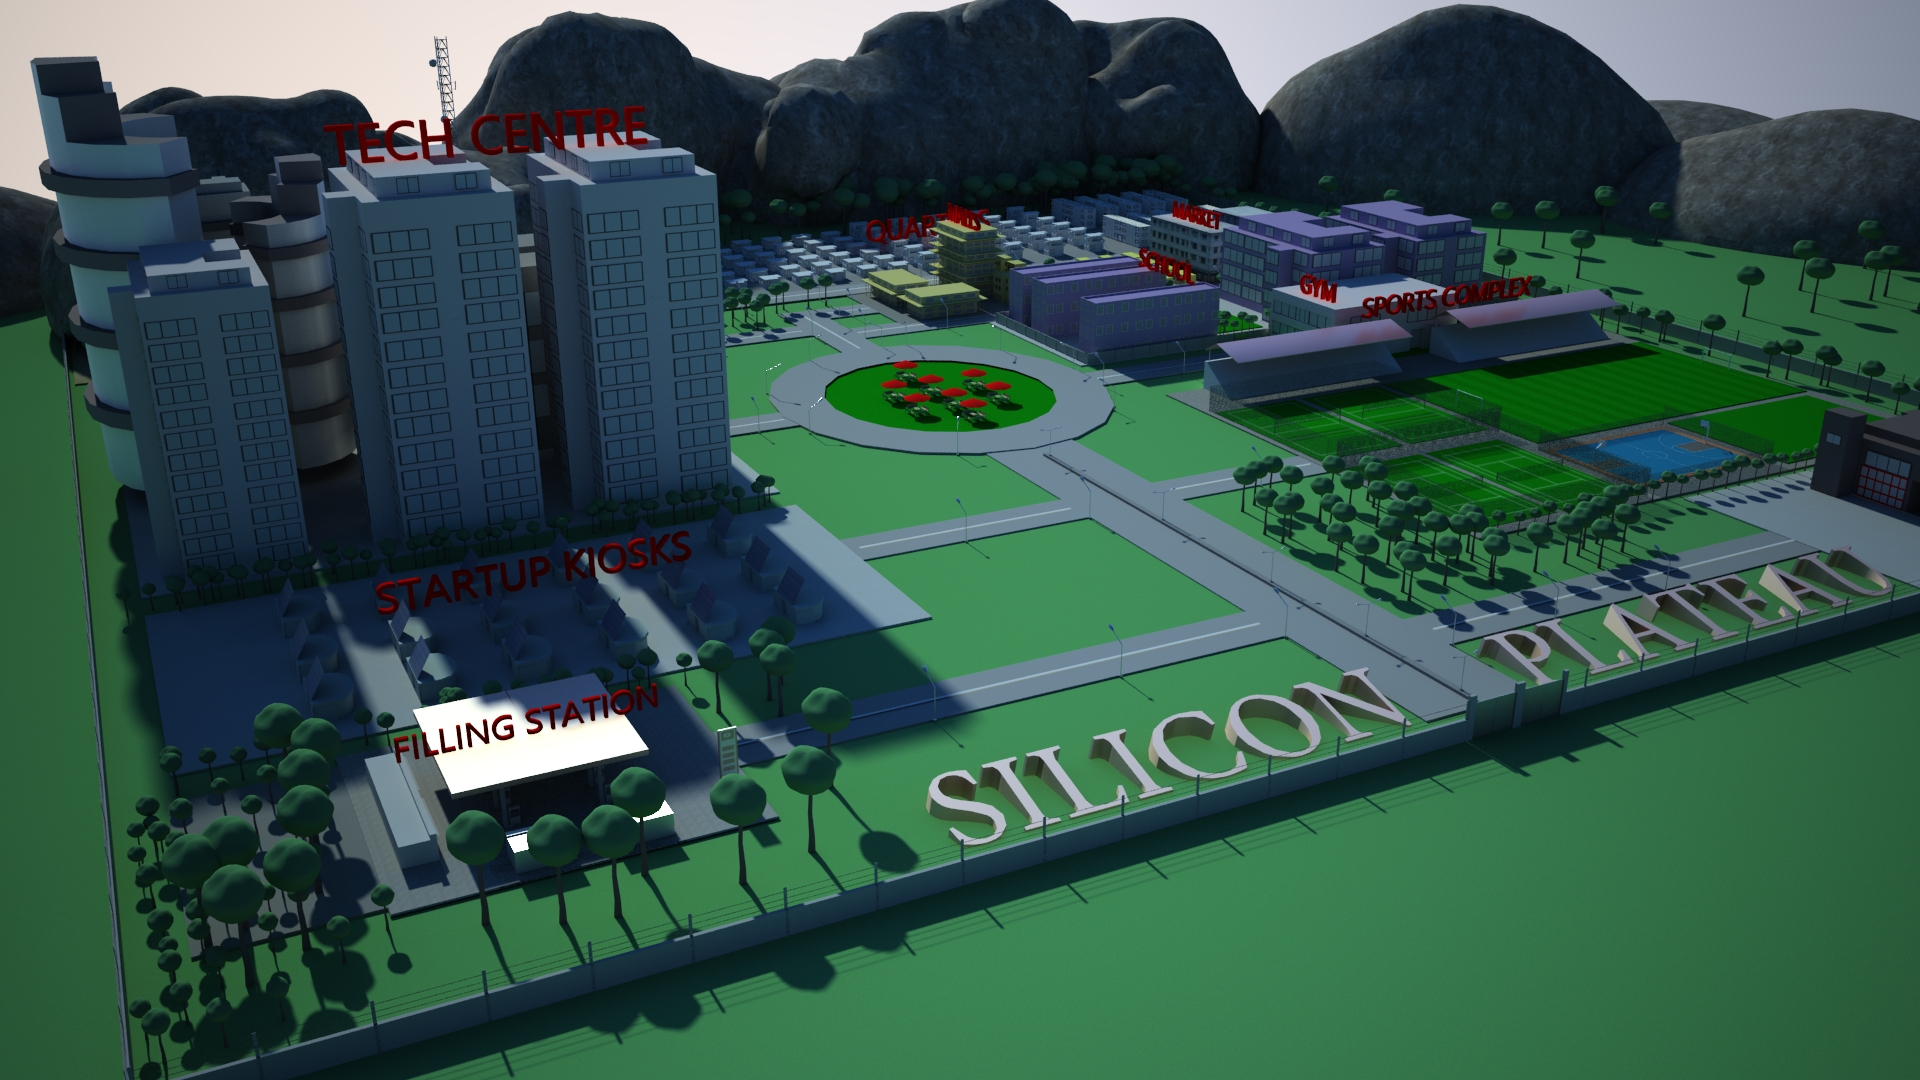 TECH CENTRE
MARKET
SCHOOL
GYM
SPORTS COMPLEX
STARTUP KIOSKS
FILLING STATION
SILICON PLATEAU